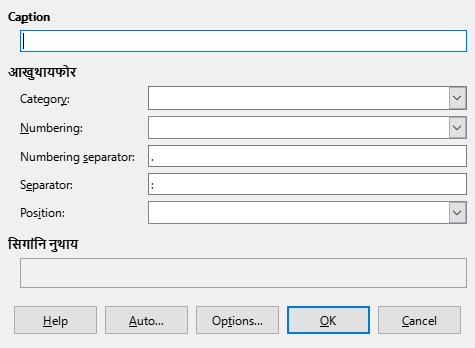 Caption
आखुथायफोर
Category:
Numbering:
Numbering separator: .
Separator: :
Position:
सिगांनि नुथाय
Help Auto... Options... OK Cancel